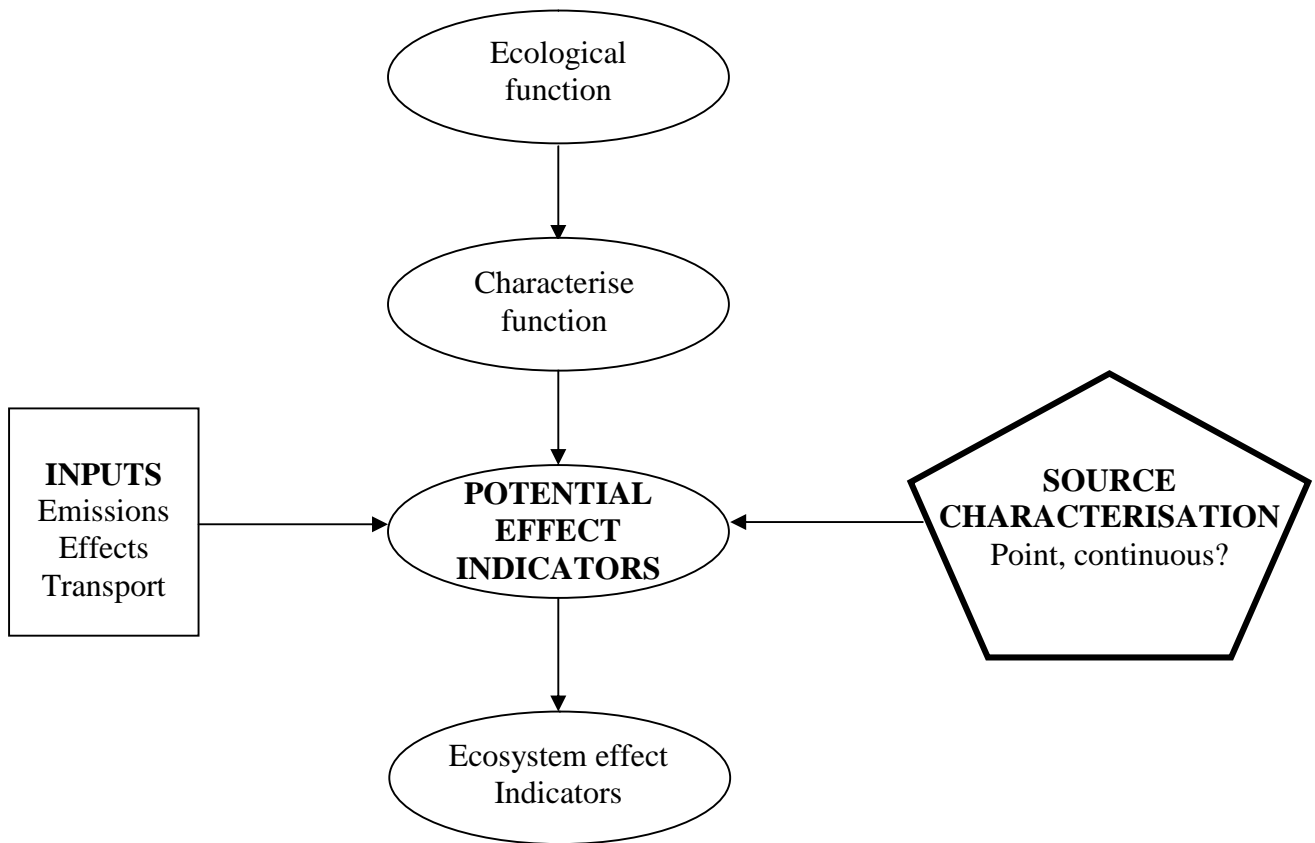 Ecological
function
Characterise
function
INPUTS
Emissions
Effects
Transport
POTENTIAL
EFFECT
INDICATORS
SOURCE
CHARACTERISATION
Point, continuous?
Ecosystem effect
Indicators